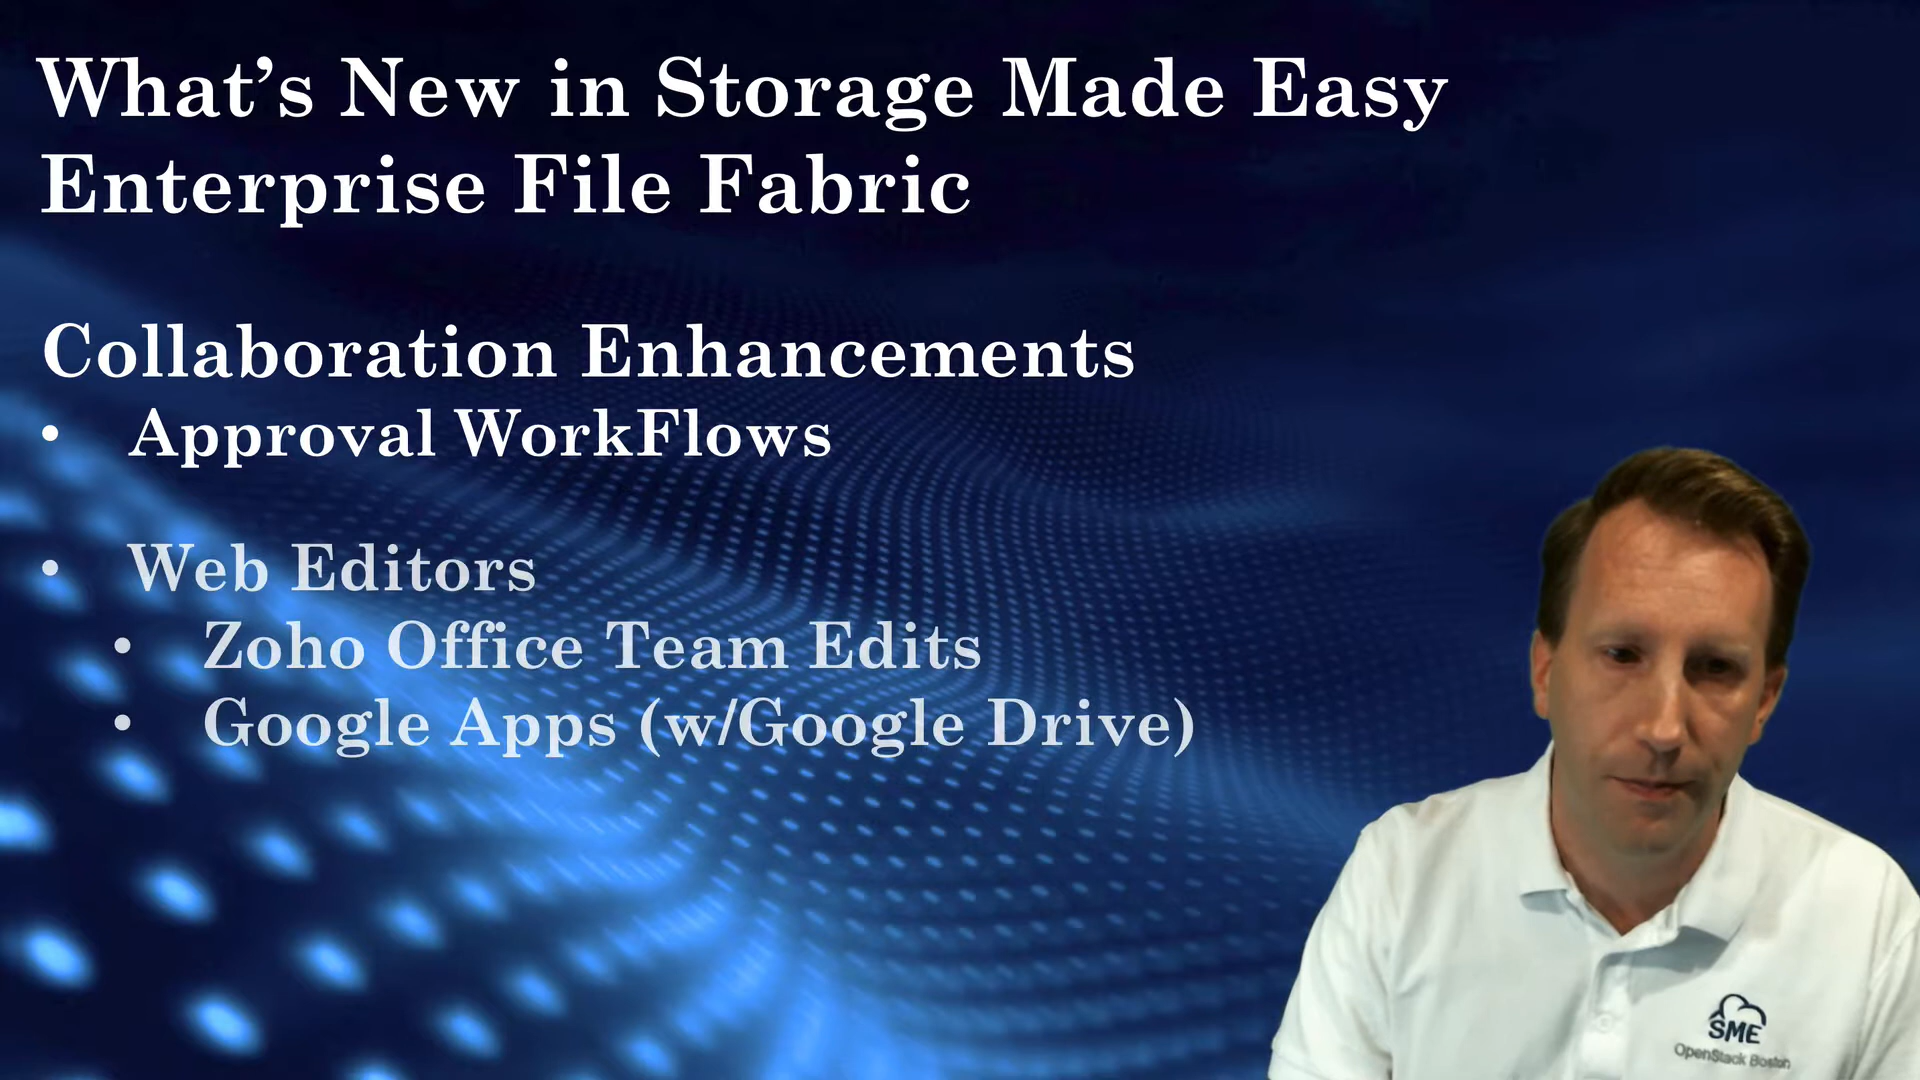 What’s New in Storage Made Easy
Enterprise File Fabric
Collaboration Enhancements
• Approval WorkFlows
• Web Editors
• Zoho Office Team Edits
• Google Apps (w/Google Drive)
SME
OpenStack Boston